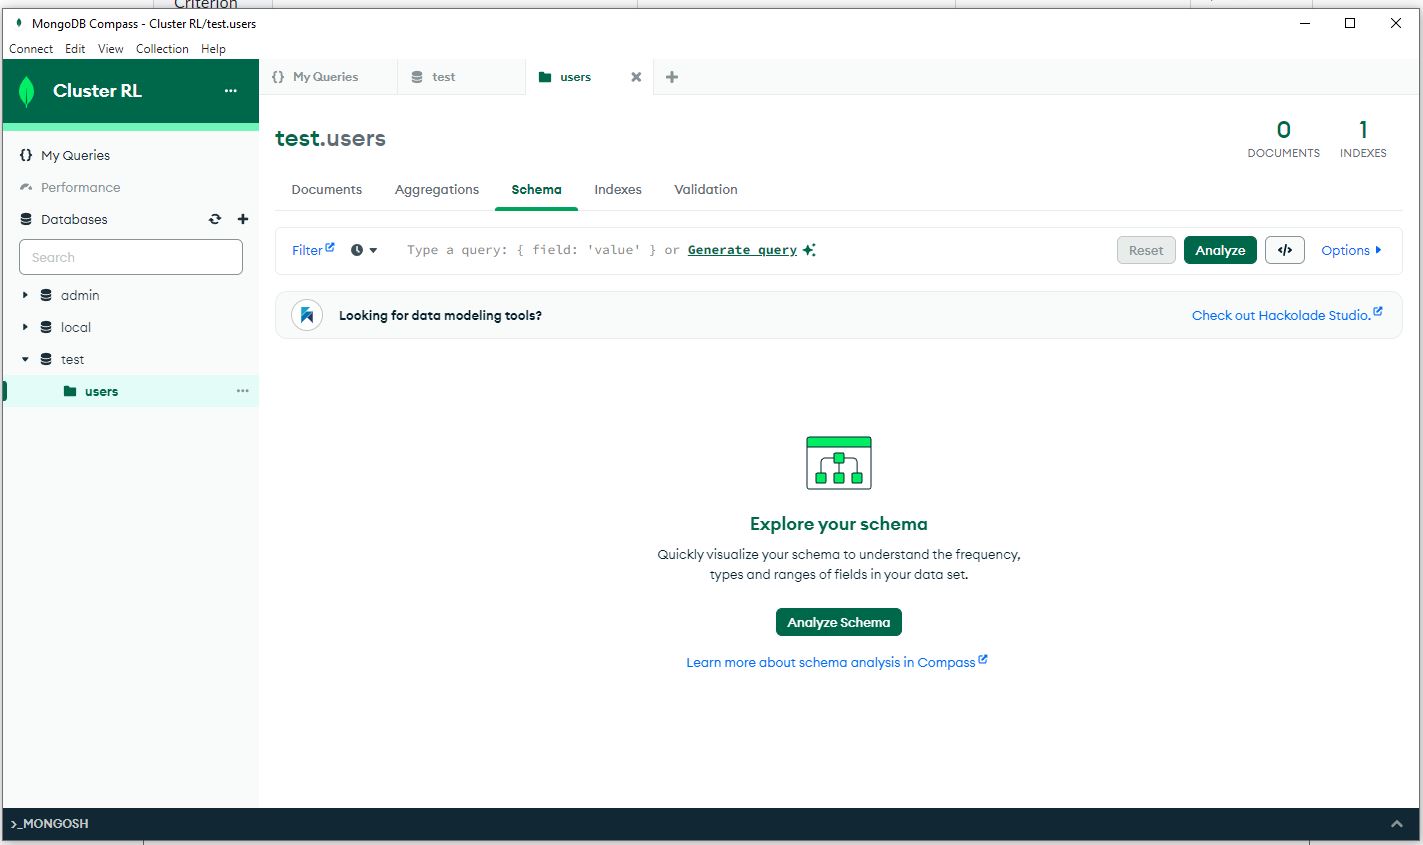 Criterion
MongoDB Compass - Cluster RL/test.users
Connect Edit View Collection Help
Cluster RL
My Queries
Performance
Databases
Search
admin
local
test
users
{} My Queries
test
users
test.users
0
DOCUMENTS
1
INDEXES
Documents Aggregations Schema Indexes Validation
Filter
Type a query: { field: 'value' } or Generate query
Reset
Analyze
</>
Options
Looking for data modeling tools?
Check out Hackolade Studio.
Explore your schema
Quickly visualize your schema to understand the frequency,
types and ranges of fields in your data set.
Analyze Schema
Learn more about schema analysis in Compass
>_MONGOSH